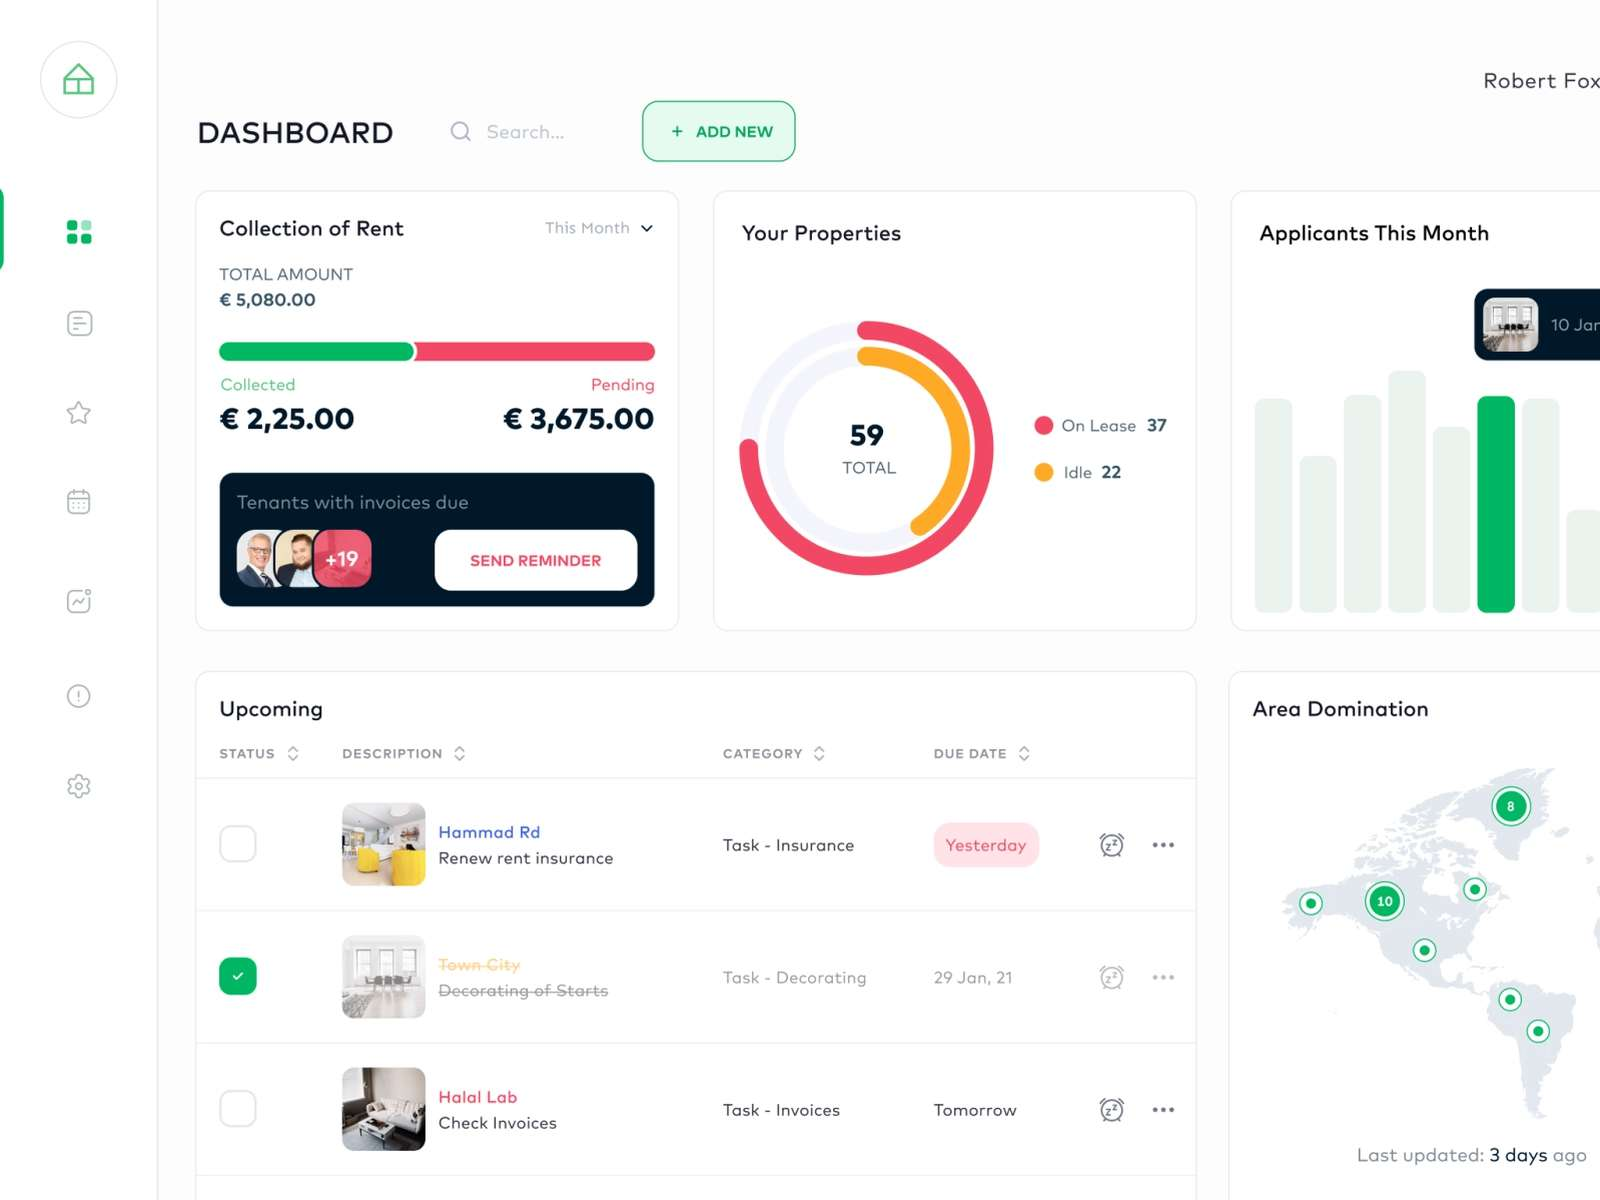 Robert Fox
DASHBOARD
Search...
+ ADD NEW
Collection of Rent
This Month
TOTAL AMOUNT
€ 5,080.00
Collected
Pending
€ 2,25.00
€ 3,675.00
Tenants with invoices due
+19
SEND REMINDER
Your Properties
59
TOTAL
On Lease 37
Idle 22
Applicants This Month
10 Jan
Upcoming
STATUS
DESCRIPTION
CATEGORY
DUE DATE
Hammad Rd
Renew rent insurance
Task - Insurance
Yesterday
Town City
Decorating of Starts
Task - Decorating
29 Jan, 21
Halal Lab
Check Invoices
Task - Invoices
Tomorrow
Area Domination
8
10
Last updated: 3 days ago